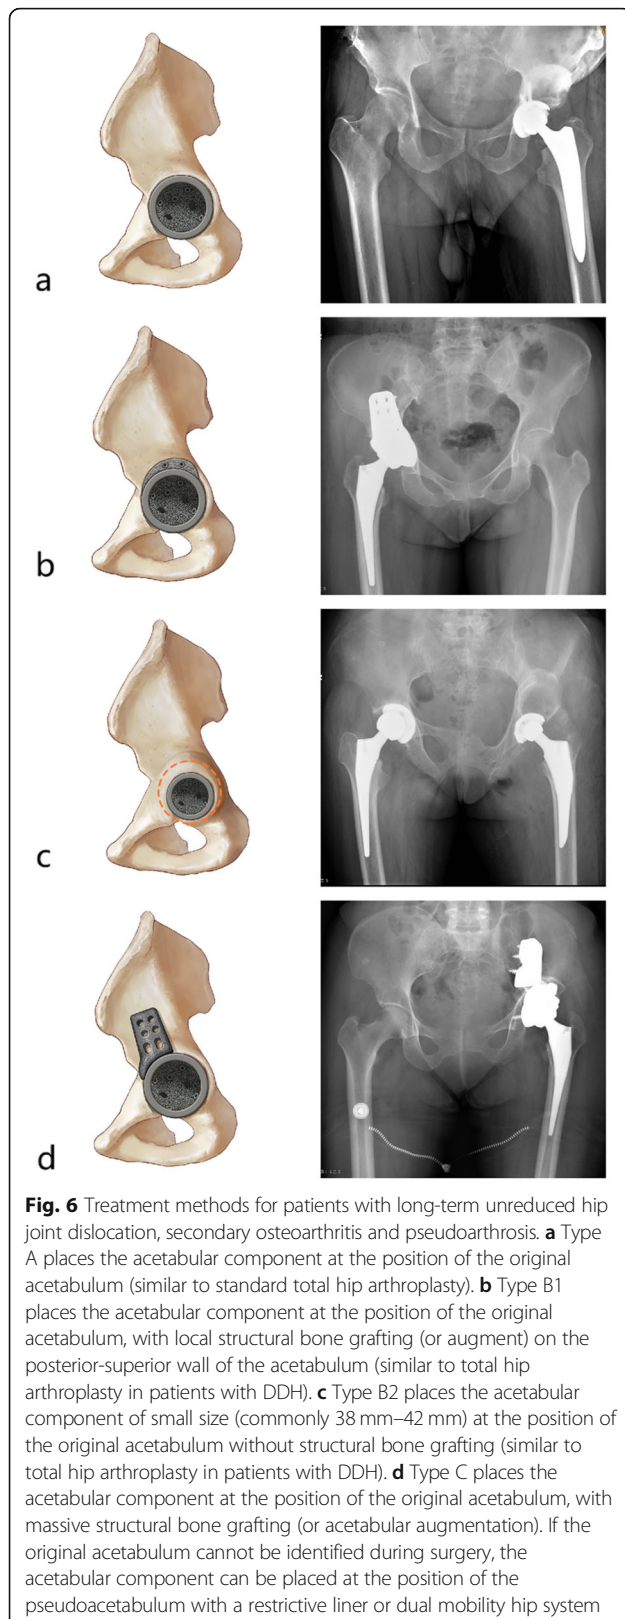 a
b
c
d
Fig. 6 Treatment methods for patients with long-term unreduced hip
joint dislocation, secondary osteoarthritis and pseudoarthrosis. a Type
A places the acetabular component at the position of the original
acetabulum (similar to standard total hip arthroplasty). b Type B1
places the acetabular component at the position of the original
acetabulum, with local structural bone grafting (or augment) on the
posterior-superior wall of the acetabulum (similar to total hip
arthroplasty in patients with DDH). c Type B2 places the acetabular
component of small size (commonly 38 mm–42 mm) at the position of
the original acetabulum without structural bone grafting (similar to
total hip arthroplasty in patients with DDH). d Type C places the
acetabular component at the position of the original acetabulum, with
massive structural bone grafting (or acetabular augmentation). If the
original acetabulum cannot be identified during surgery, the
acetabular component can be placed at the position of the
pseudoacetabulum with a restrictive liner or dual mobility hip system